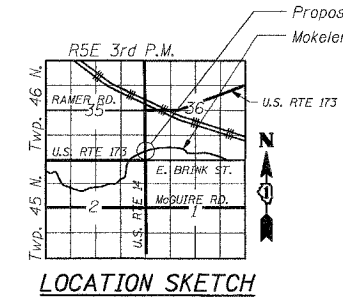 Propos
Mokeler
R5E 3rd P.M.
Twp. 46 N.
RAMER RD.
35
36
U.S. RTE 173
U.S. RTE 173
N
E. BRINK ST.
Twp. 45 N.
2
U.S. RTE 14
McGUIRE RD.
1
LOCATION SKETCH